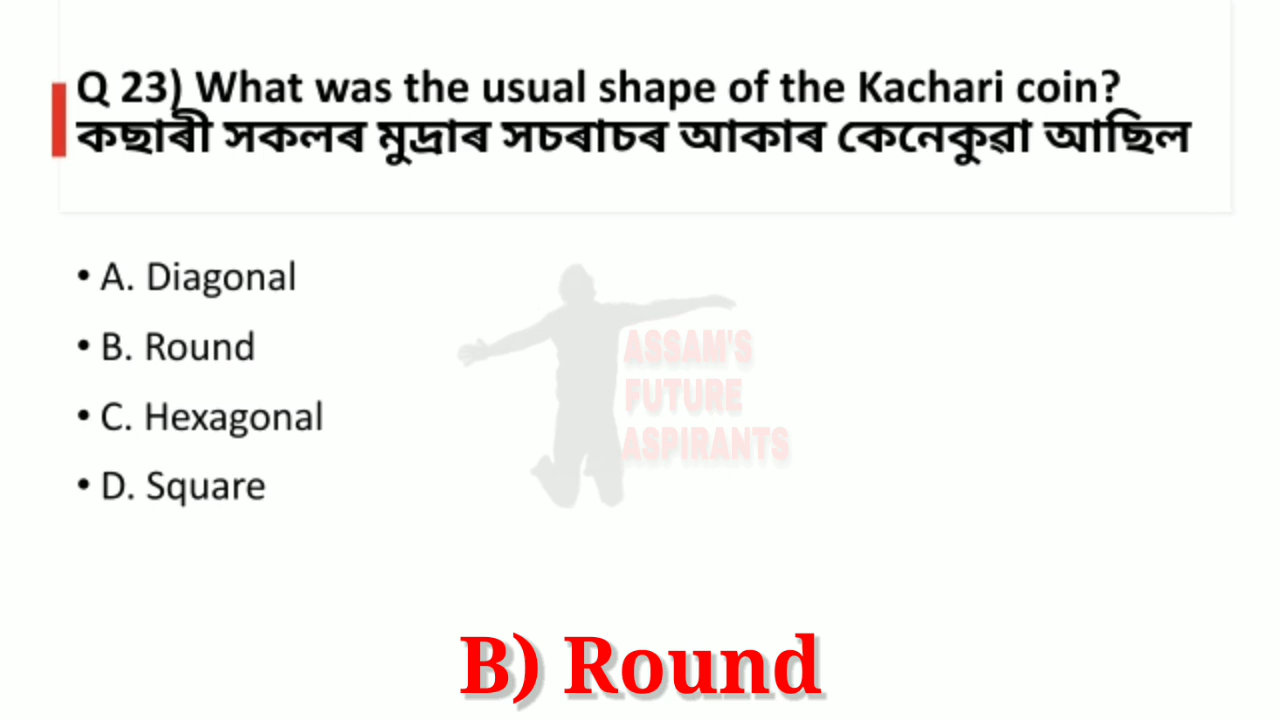 Q 23) What was the usual shape of the Kachari coin?
কছাৰী সকলৰ মুদ্ৰাৰ সচৰাচৰ আকাৰ কেনেকুৱা আছিল
• A. Diagonal
• B. Round
• C. Hexagonal
• D. Square
ASSAM'S
FUTURE
ASPIRANTS
B) Round